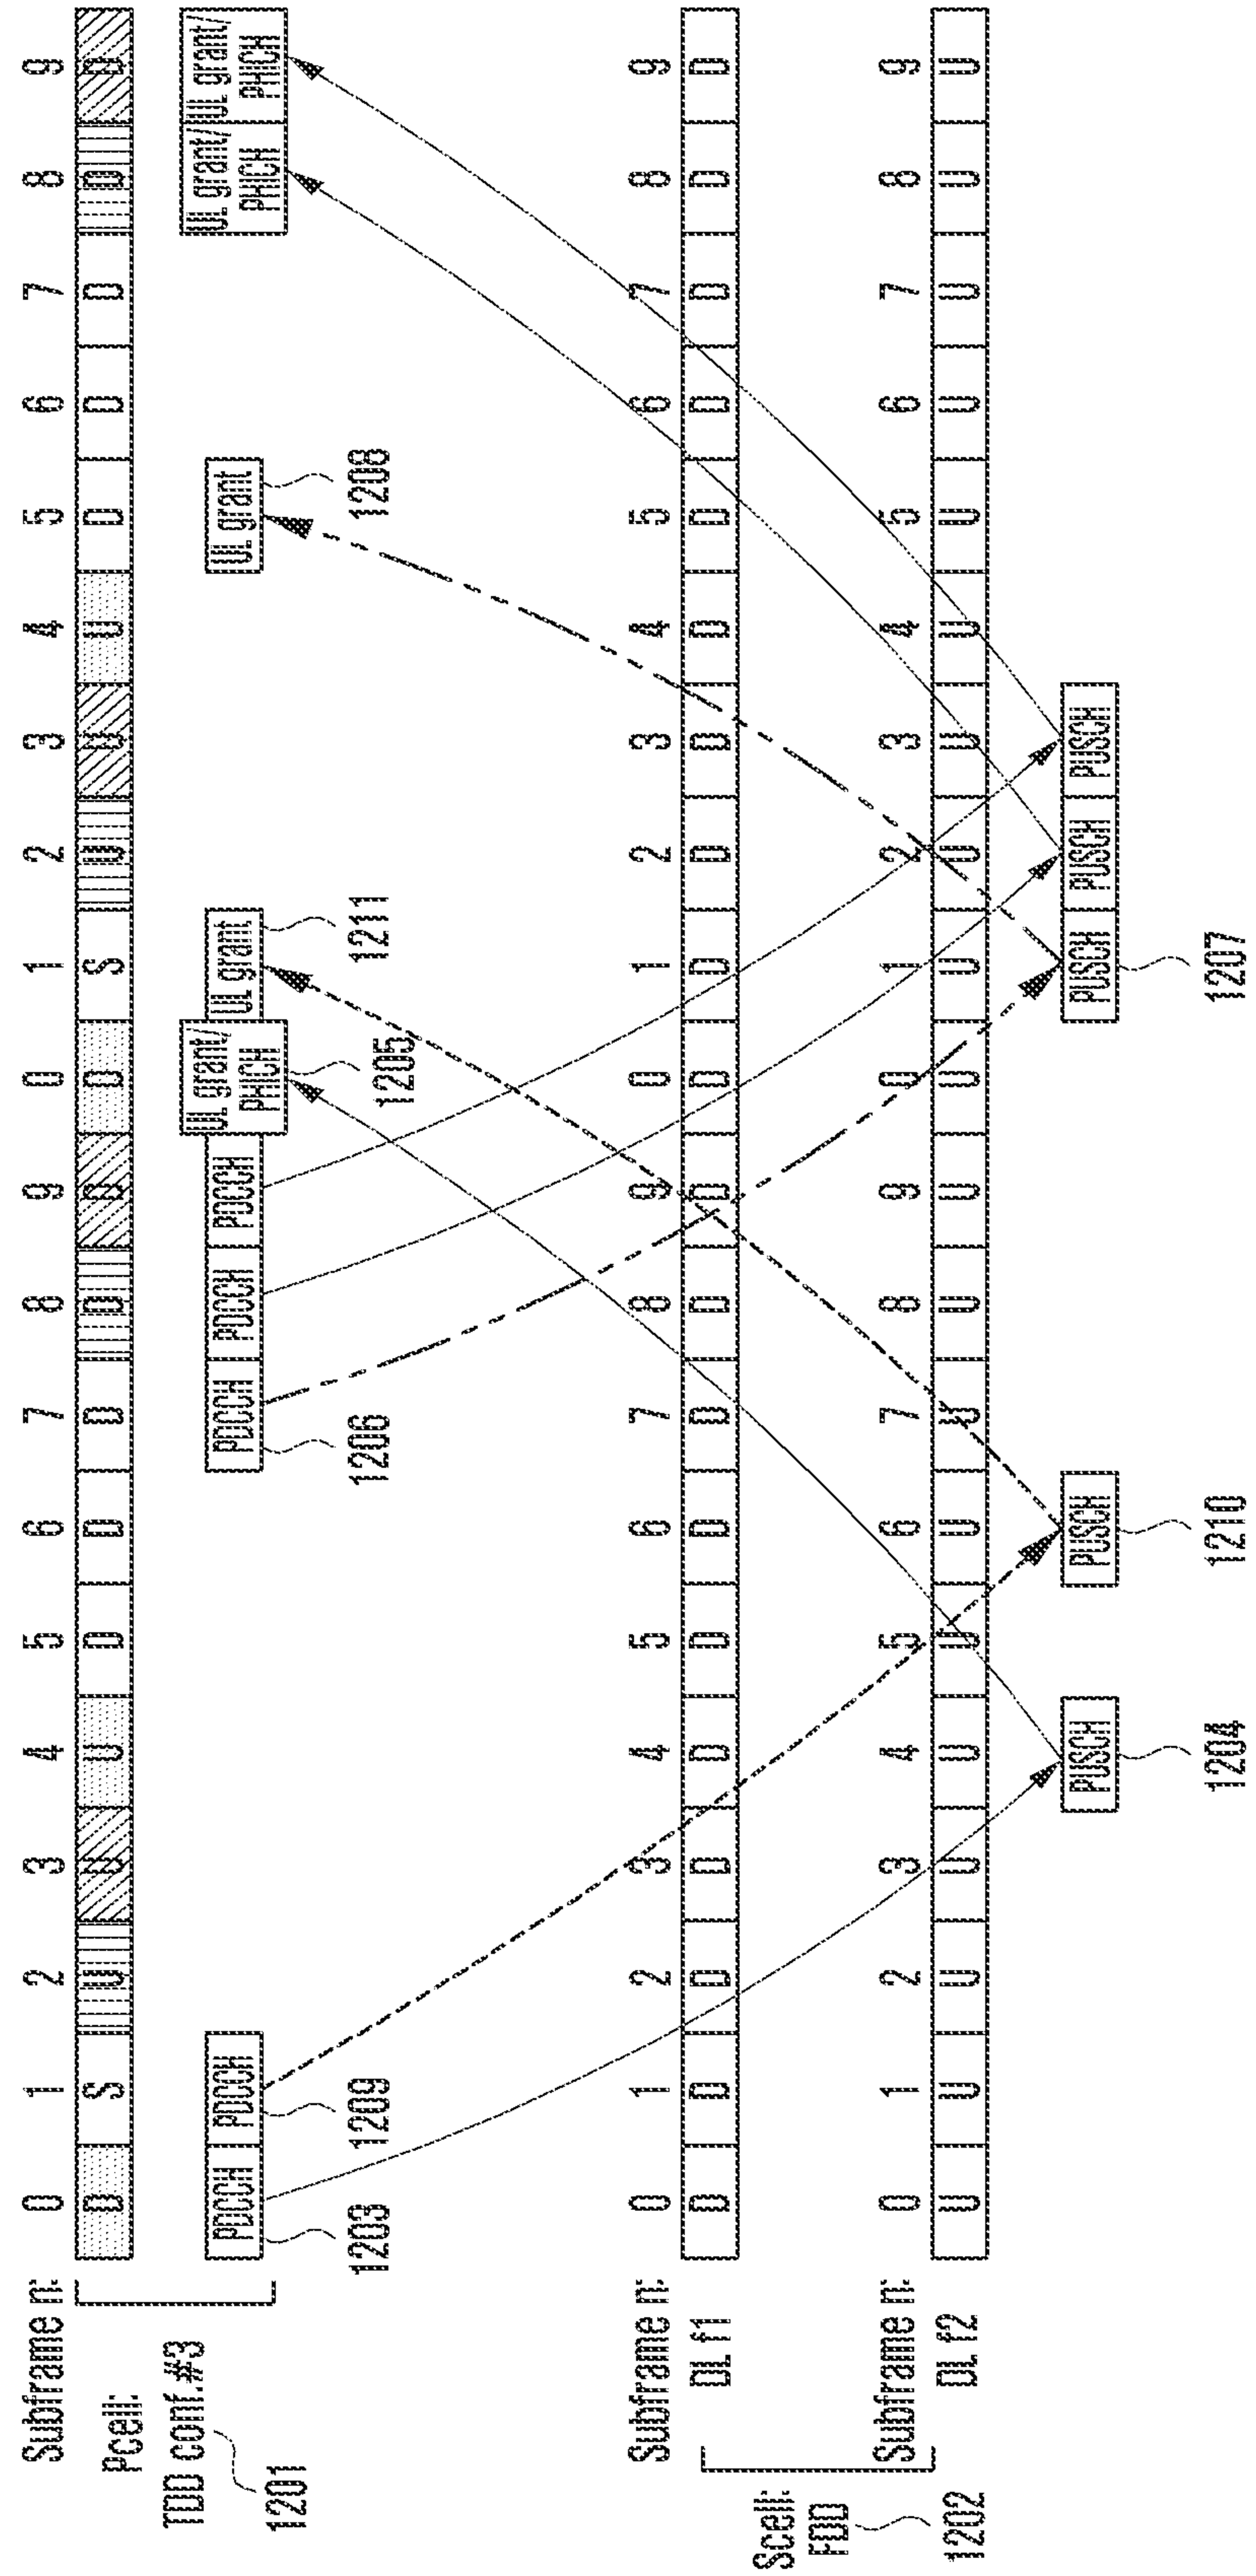 Subframe n: 0 1 2 3 4 5 6 7 8 9 0 1 2 3 4 5 6 7 8 9
Pcell: D S U U U D D D D D D S U U U D D D D D
TDD conf.#3
1201
UL grant/ UL grant/ UL grant/
PDCCH PDCCH PDCCH PDCCH PDCCH PHICH UL grant UL grant PHICH PHICH
1203 1209 1206 1205 1211 1208
Subframe n: 0 1 2 3 4 5 6 7 8 9 0 1 2 3 4 5 6 7 8 9
DL f1 D D D D D D D D D D D D D D D D D D D D
Scell:
FDD
1202
Subframe n: 0 1 2 3 4 5 6 7 8 9 0 1 2 3 4 5 6 7 8 9
DL f2 U U U U U U U U U U U U U U U U U U U U
PUSCH PUSCH PUSCH PUSCH PUSCH
1204 1210 1207